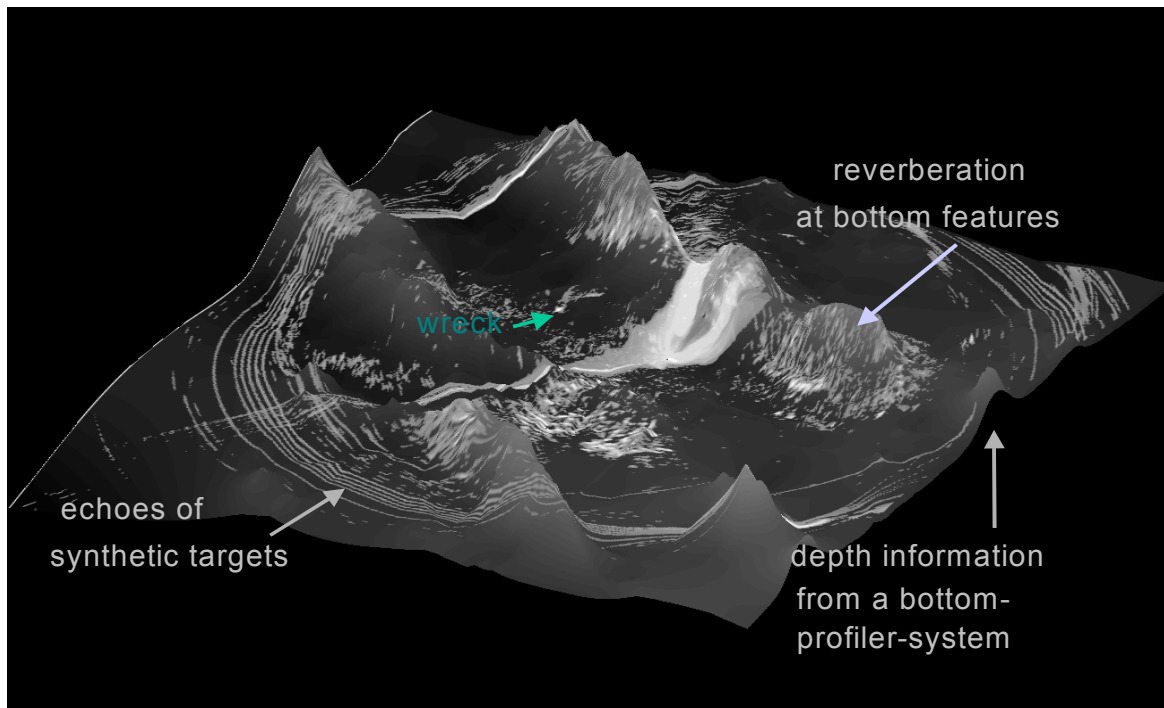 reverberation
at bottom features
wreck
echoes of
synthetic targets
depth information
from a bottom-
profiler-system